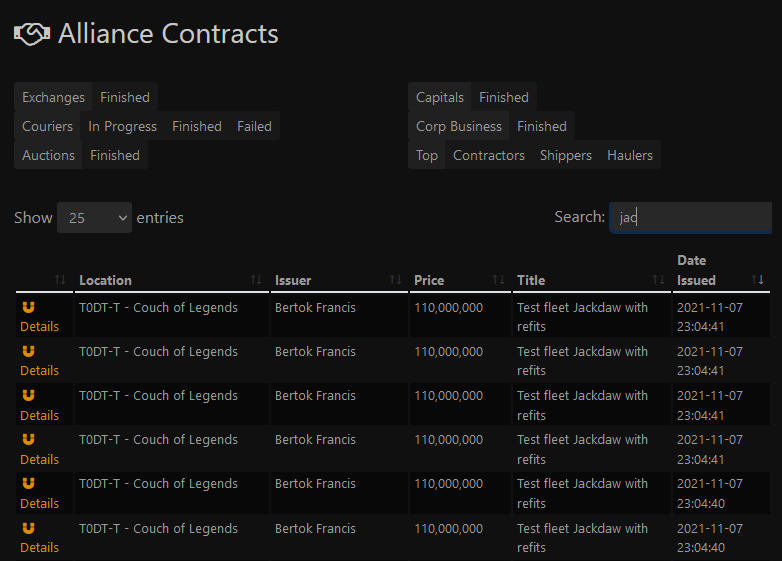 Alliance Contracts
Exchanges Finished
Couriers In Progress Finished Failed
Auctions Finished
Capitals Finished
Corp Business Finished
Top Contractors Shippers Haulers
Show 25 entries
Search: jac
Location Issuer Price Title Date Issued
T0DT-T - Couch of Legends Bertok Francis 110,000,000 Test fleet Jackdaw with 2021-11-07
Details refits 23:04:41
T0DT-T - Couch of Legends Bertok Francis 110,000,000 Test fleet Jackdaw with 2021-11-07
Details refits 23:04:41
T0DT-T - Couch of Legends Bertok Francis 110,000,000 Test fleet Jackdaw with 2021-11-07
Details refits 23:04:41
T0DT-T - Couch of Legends Bertok Francis 110,000,000 Test fleet Jackdaw with 2021-11-07
Details refits 23:04:41
T0DT-T - Couch of Legends Bertok Francis 110,000,000 Test fleet Jackdaw with 2021-11-07
Details refits 23:04:40
T0DT-T - Couch of Legends Bertok Francis 110,000,000 Test fleet Jackdaw with 2021-11-07
Details refits 23:04:40